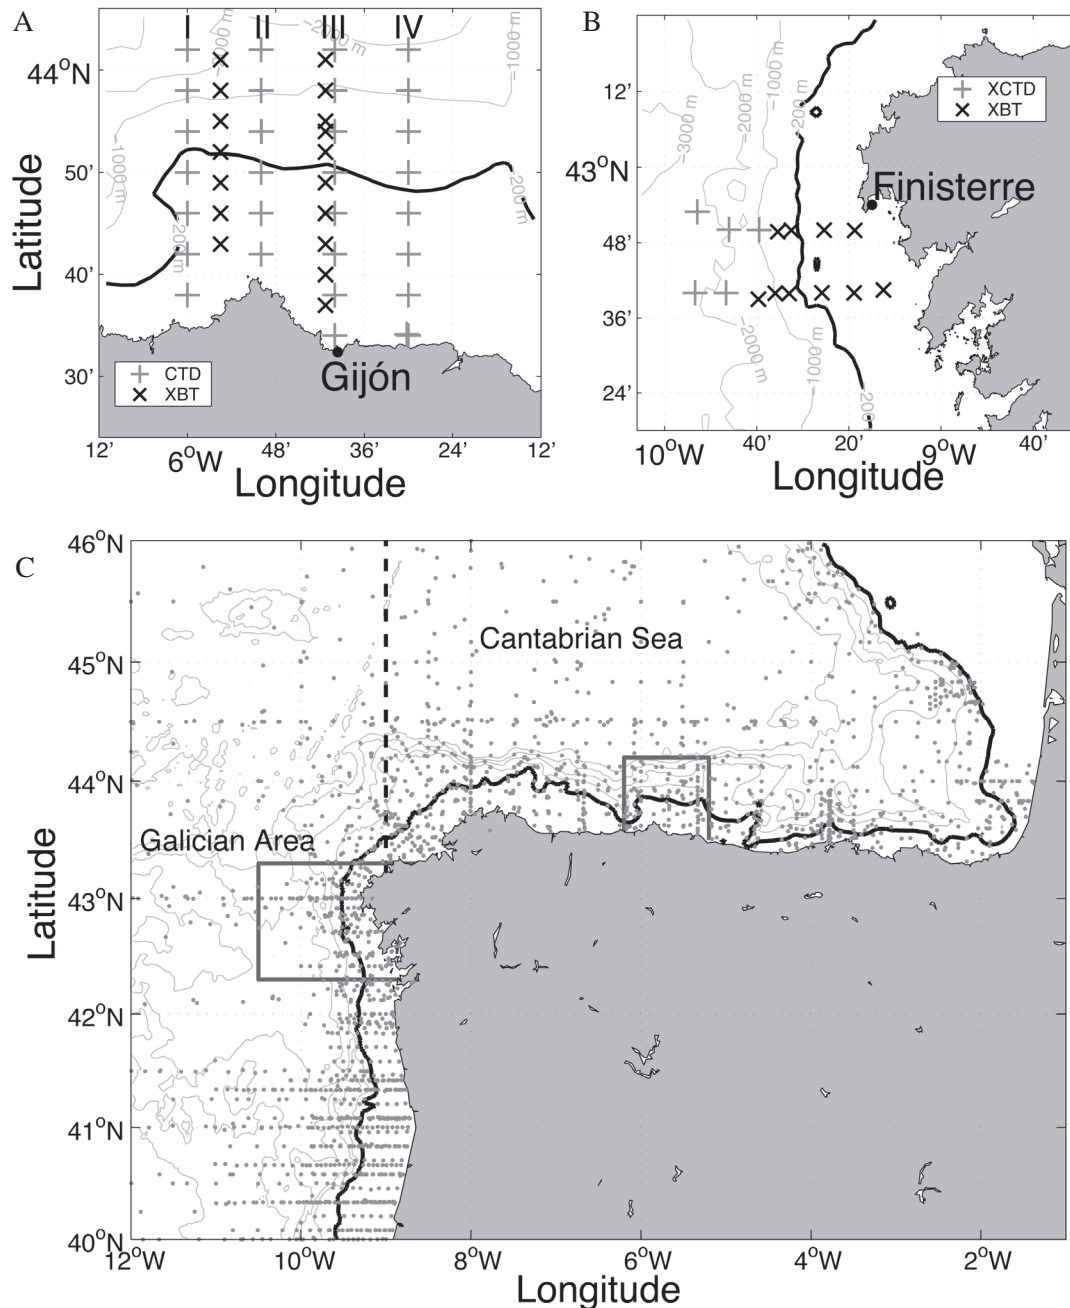 A
I II III IV
-2000 m
-1000 m
-1000 m
-1000 m
200 m
200 m
44°N
50'
40'
30'
Latitude
CTD
XBT
Gijón
12' 6°W 48' 36' 24' 12'
Longitude
B
XCTD
XBT
-3000 m
-2000 m
-1000 m
-200 m
12'
43°N
48'
36'
24'
Latitude
Finisterre
-2000 m
-1000 m
200
10°W 40' 20' 9°W 40'
Longitude
C
46°N
45°N
44°N
43°N
42°N
41°N
40°N
Latitude
Cantabrian Sea
Galician Area
12°W 10°W 8°W 6°W 4°W 2°W
Longitude